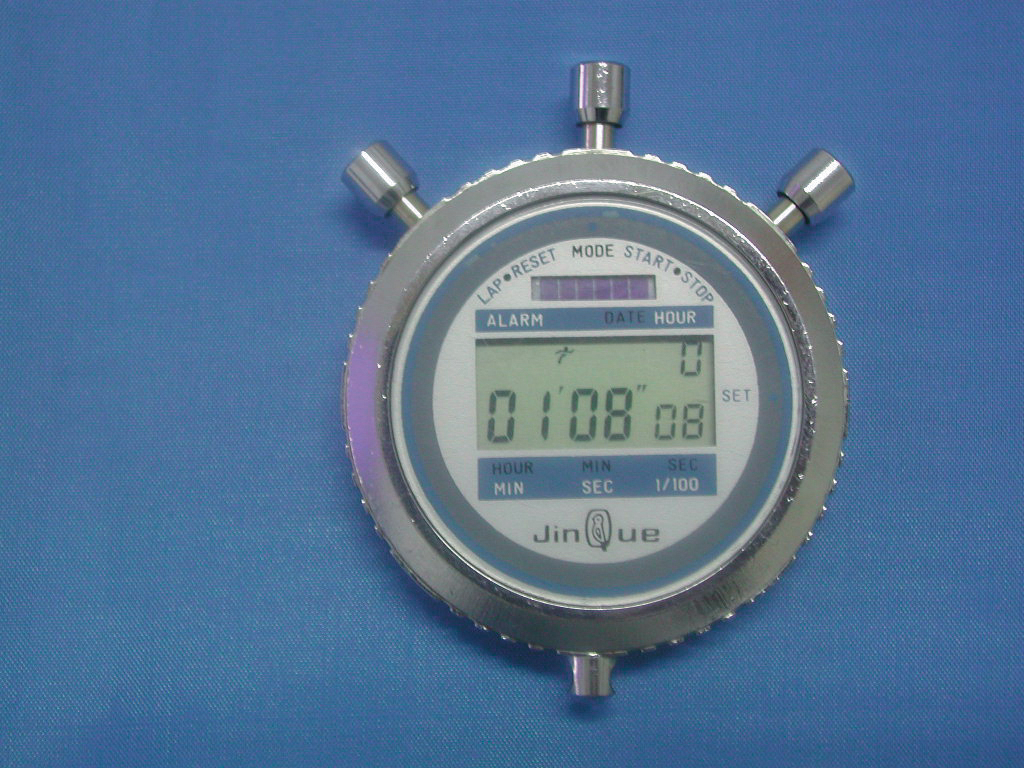 LAP•RESET MODE START•STOP
ALARM DATE HOUR
0
01'08"08
SET
HOUR MIN SEC
MIN SEC 1/100
JinQue